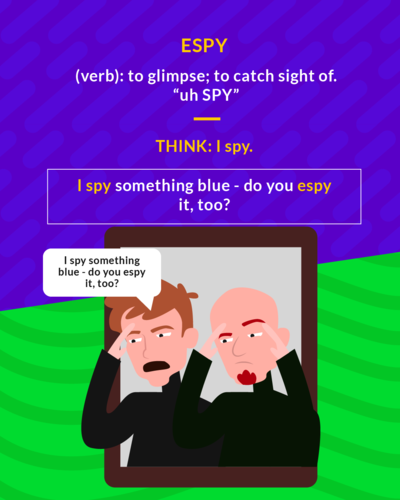 ESPY
(verb): to glimpse; to catch sight of.
“uh SPY”
THINK: I spy.
I spy something blue - do you espy
it, too?
I spy something
blue - do you espy
it, too?